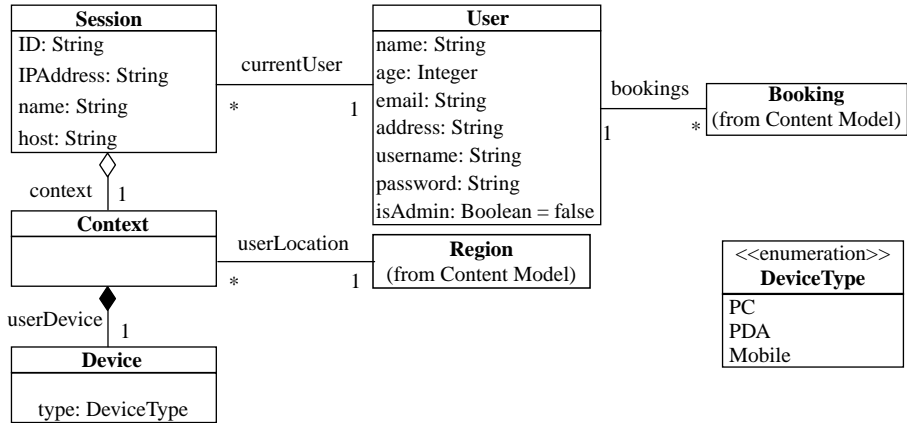 Session
ID: String
IPAddress: String
name: String
host: String
currentUser
*
1
User
name: String
age: Integer
email: String
address: String
username: String
password: String
isAdmin: Boolean = false
bookings
1
*
Booking
(from Content Model)
context
1
Context
userLocation
*
1
Region
(from Content Model)
userDevice
1
Device
type: DeviceType
<<enumeration>>
DeviceType
PC
PDA
Mobile